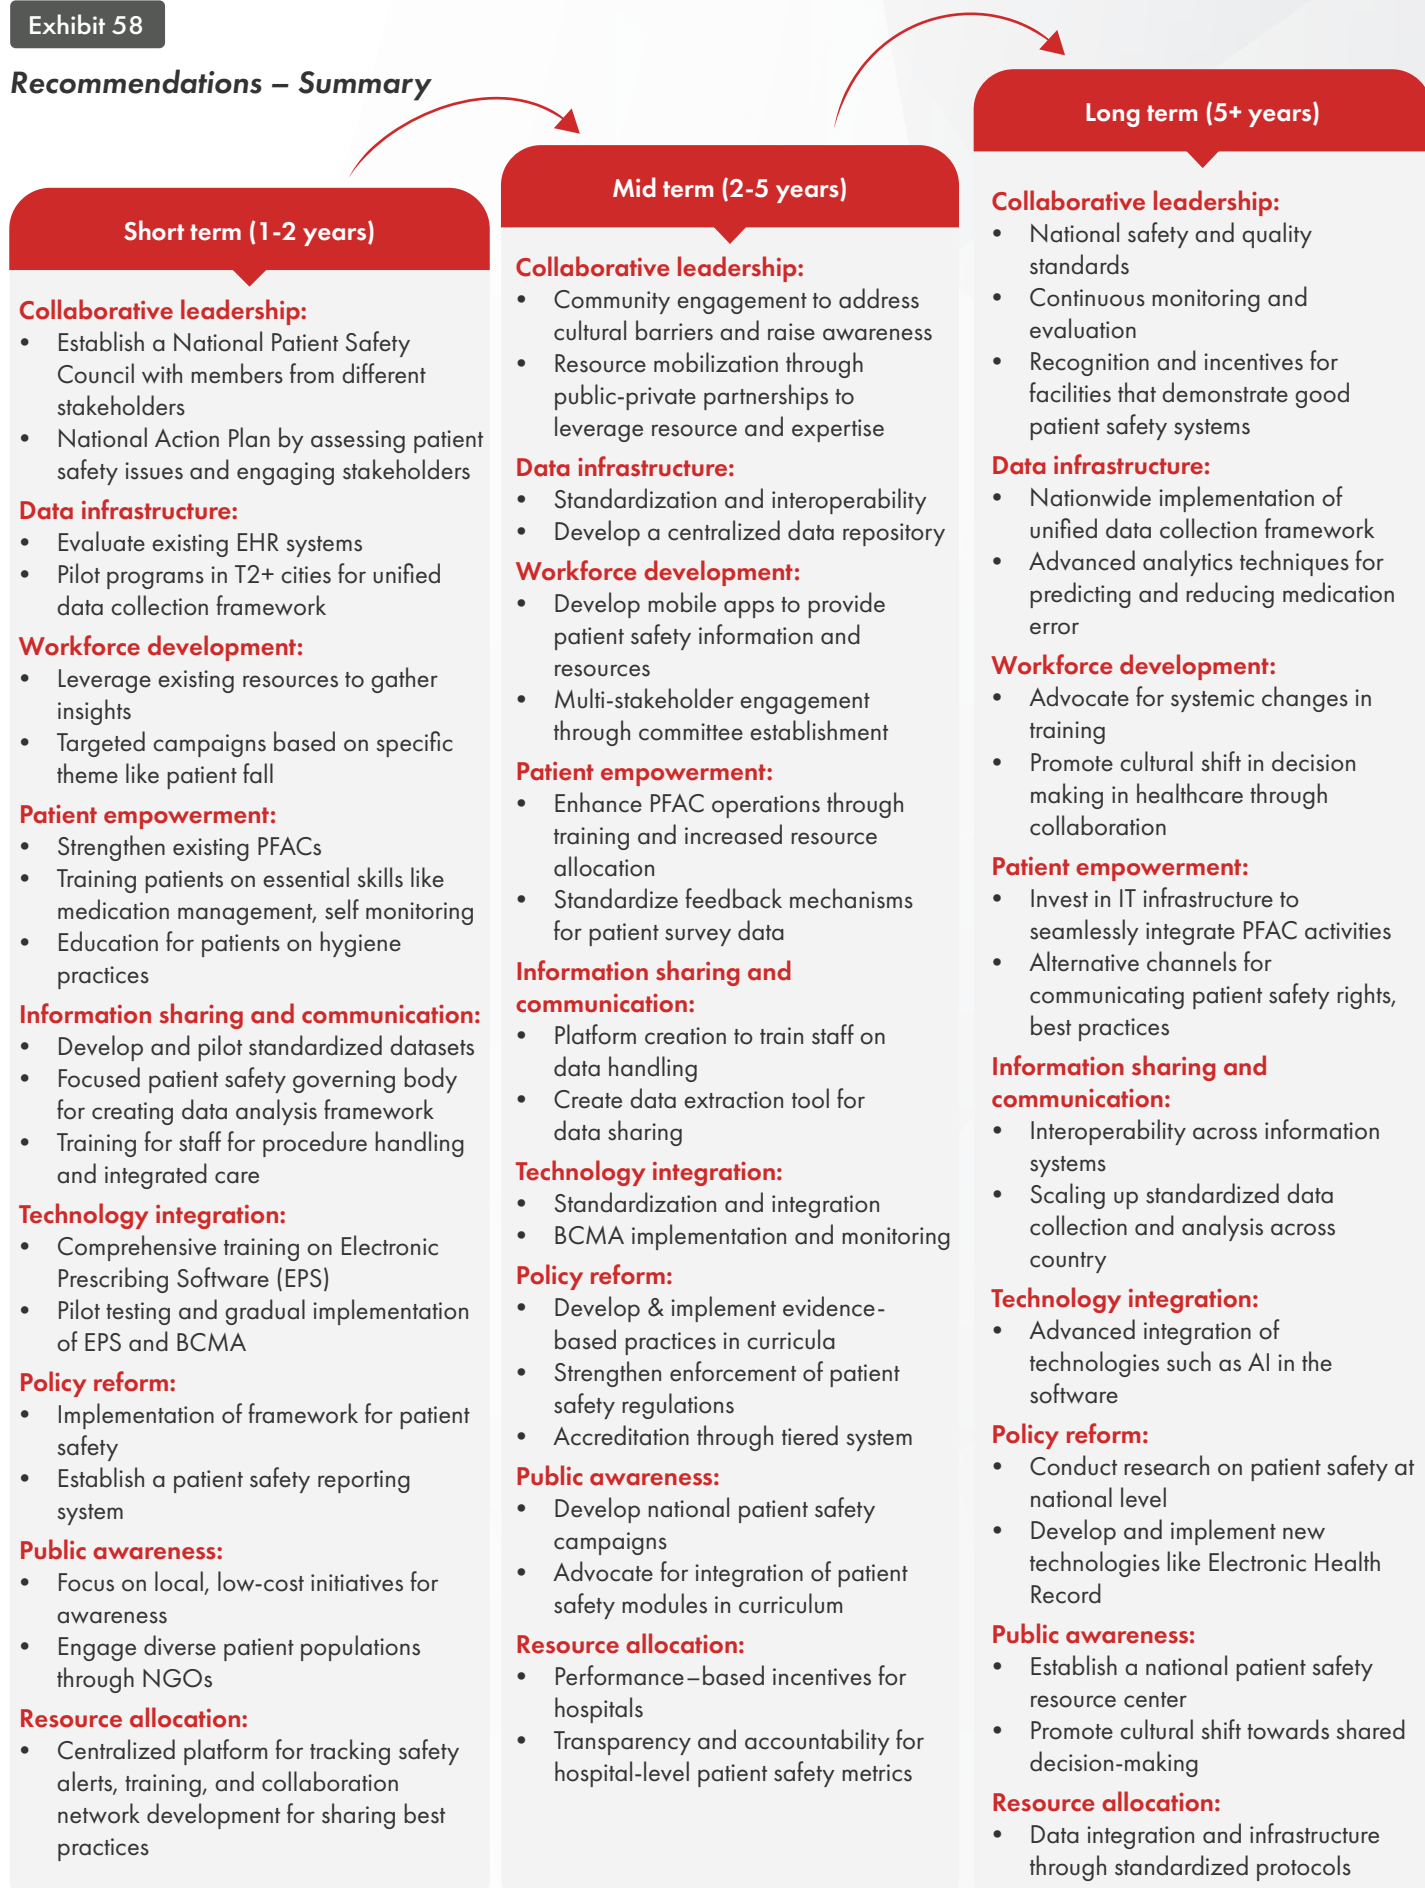 Exhibit 58
Recommendations – Summary
Short term (1-2 years)
Collaborative leadership:
• Establish a National Patient Safety
Council with members from different
stakeholders
• National Action Plan by assessing patient
safety issues and engaging stakeholders
Data infrastructure:
• Evaluate existing EHR systems
• Pilot programs in T2+ cities for unified
data collection framework
Workforce development:
• Leverage existing resources to gather
insights
• Targeted campaigns based on specific
theme like patient fall
Patient empowerment:
• Strengthen existing PFACs
• Training patients on essential skills like
medication management, self monitoring
• Education for patients on hygiene
practices
Information sharing and communication:
• Develop and pilot standardized datasets
• Focused patient safety governing body
for creating data analysis framework
• Training for staff for procedure handling
and integrated care
Technology integration:
• Comprehensive training on Electronic
Prescribing Software (EPS)
• Pilot testing and gradual implementation
of EPS and BCMA
Policy reform:
• Implementation of framework for patient
safety
• Establish a patient safety reporting
system
Public awareness:
• Focus on local, low-cost initiatives for
awareness
• Engage diverse patient populations
through NGOs
Resource allocation:
• Centralized platform for tracking safety
alerts, training, and collaboration
network development for sharing best
practices
Mid term (2-5 years)
Collaborative leadership:
• Community engagement to address
cultural barriers and raise awareness
• Resource mobilization through
public-private partnerships to
leverage resource and expertise
Data infrastructure:
• Standardization and interoperability
• Develop a centralized data repository
Workforce development:
• Develop mobile apps to provide
patient safety information and
resources
• Multi-stakeholder engagement
through committee establishment
Patient empowerment:
• Enhance PFAC operations through
training and increased resource
allocation
• Standardize feedback mechanisms
for patient survey data
Information sharing and
communication:
• Platform creation to train staff on
data handling
• Create data extraction tool for
data sharing
Technology integration:
• Standardization and integration
• BCMA implementation and monitoring
Policy reform:
• Develop & implement evidence-
based practices in curricula
• Strengthen enforcement of patient
safety regulations
• Accreditation through tiered system
Public awareness:
• Develop national patient safety
campaigns
• Advocate for integration of patient
safety modules in curriculum
Resource allocation:
• Performance–based incentives for
hospitals
• Transparency and accountability for
hospital-level patient safety metrics
Long term (5+ years)
Collaborative leadership:
• National safety and quality
standards
• Continuous monitoring and
evaluation
• Recognition and incentives for
facilities that demonstrate good
patient safety systems
Data infrastructure:
• Nationwide implementation of
unified data collection framework
• Advanced analytics techniques for
predicting and reducing medication
error
Workforce development:
• Advocate for systemic changes in
training
• Promote cultural shift in decision
making in healthcare through
collaboration
Patient empowerment:
• Invest in IT infrastructure to
seamlessly integrate PFAC activities
• Alternative channels for
communicating patient safety rights,
best practices
Information sharing and
communication:
• Interoperability across information
systems
• Scaling up standardized data
collection and analysis across
country
Technology integration:
• Advanced integration of
technologies such as AI in the
software
Policy reform:
• Conduct research on patient safety at
national level
• Develop and implement new
technologies like Electronic Health
Record
Public awareness:
• Establish a national patient safety
resource center
• Promote cultural shift towards shared
decision-making
Resource allocation:
• Data integration and infrastructure
through standardized protocols